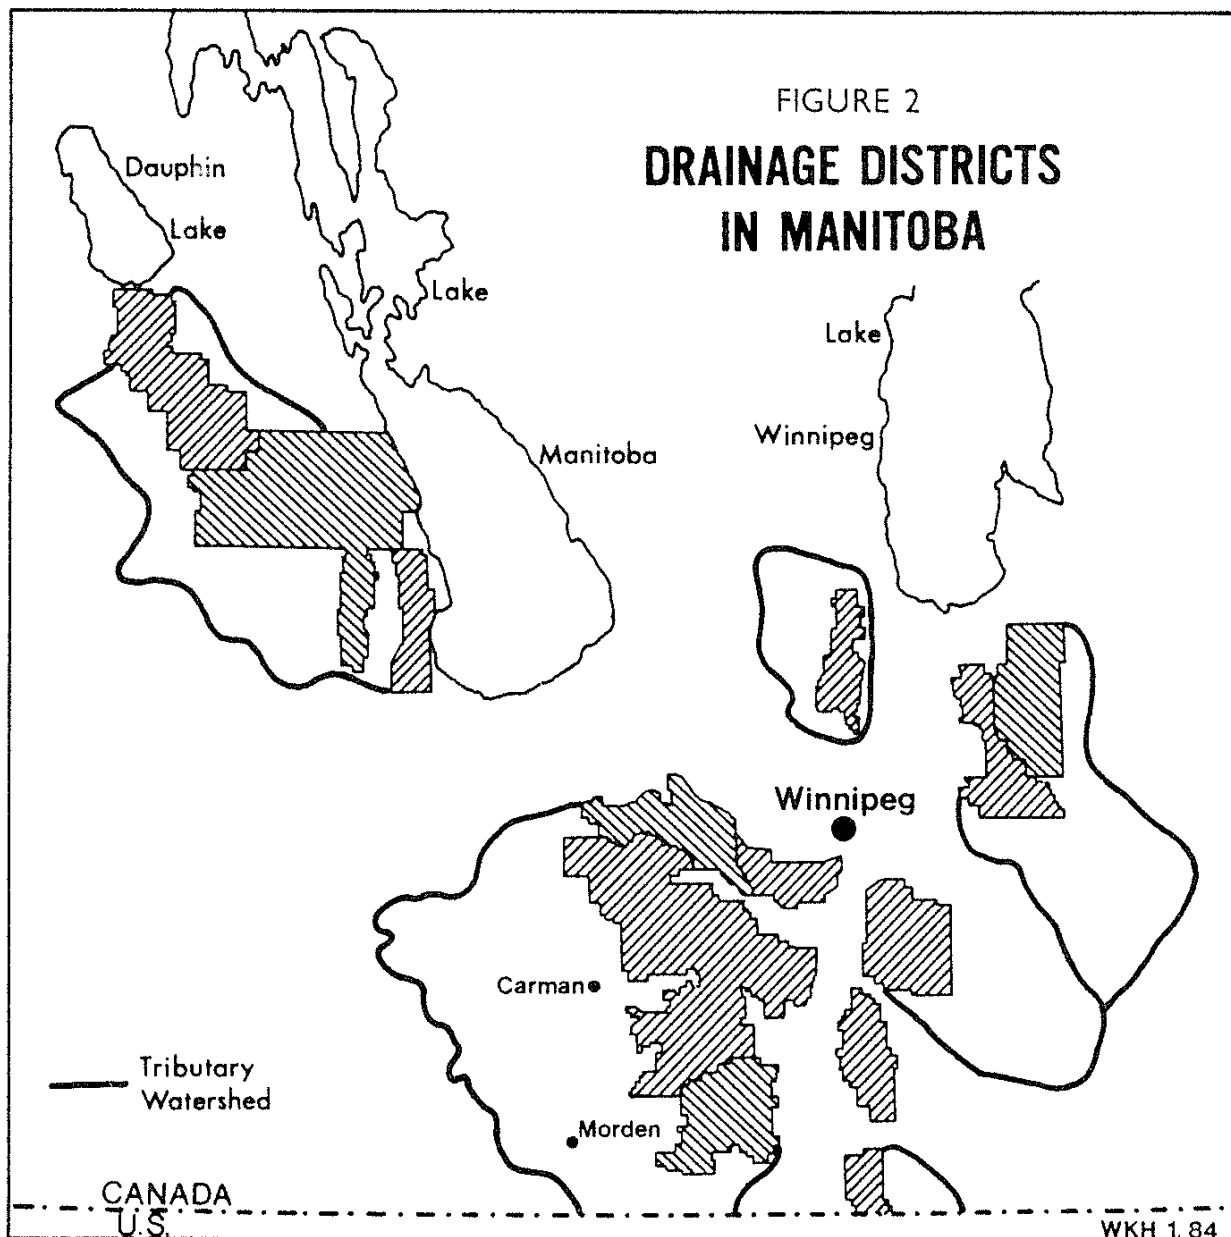 FIGURE 2
DRAINAGE DISTRICTS
IN MANITOBA
Dauphin
Lake
Lake
Manitoba
Lake
Winnipeg
Winnipeg
Carman
Morden
Tributary
Watershed
CANADA
U.S.
WKH 1.84